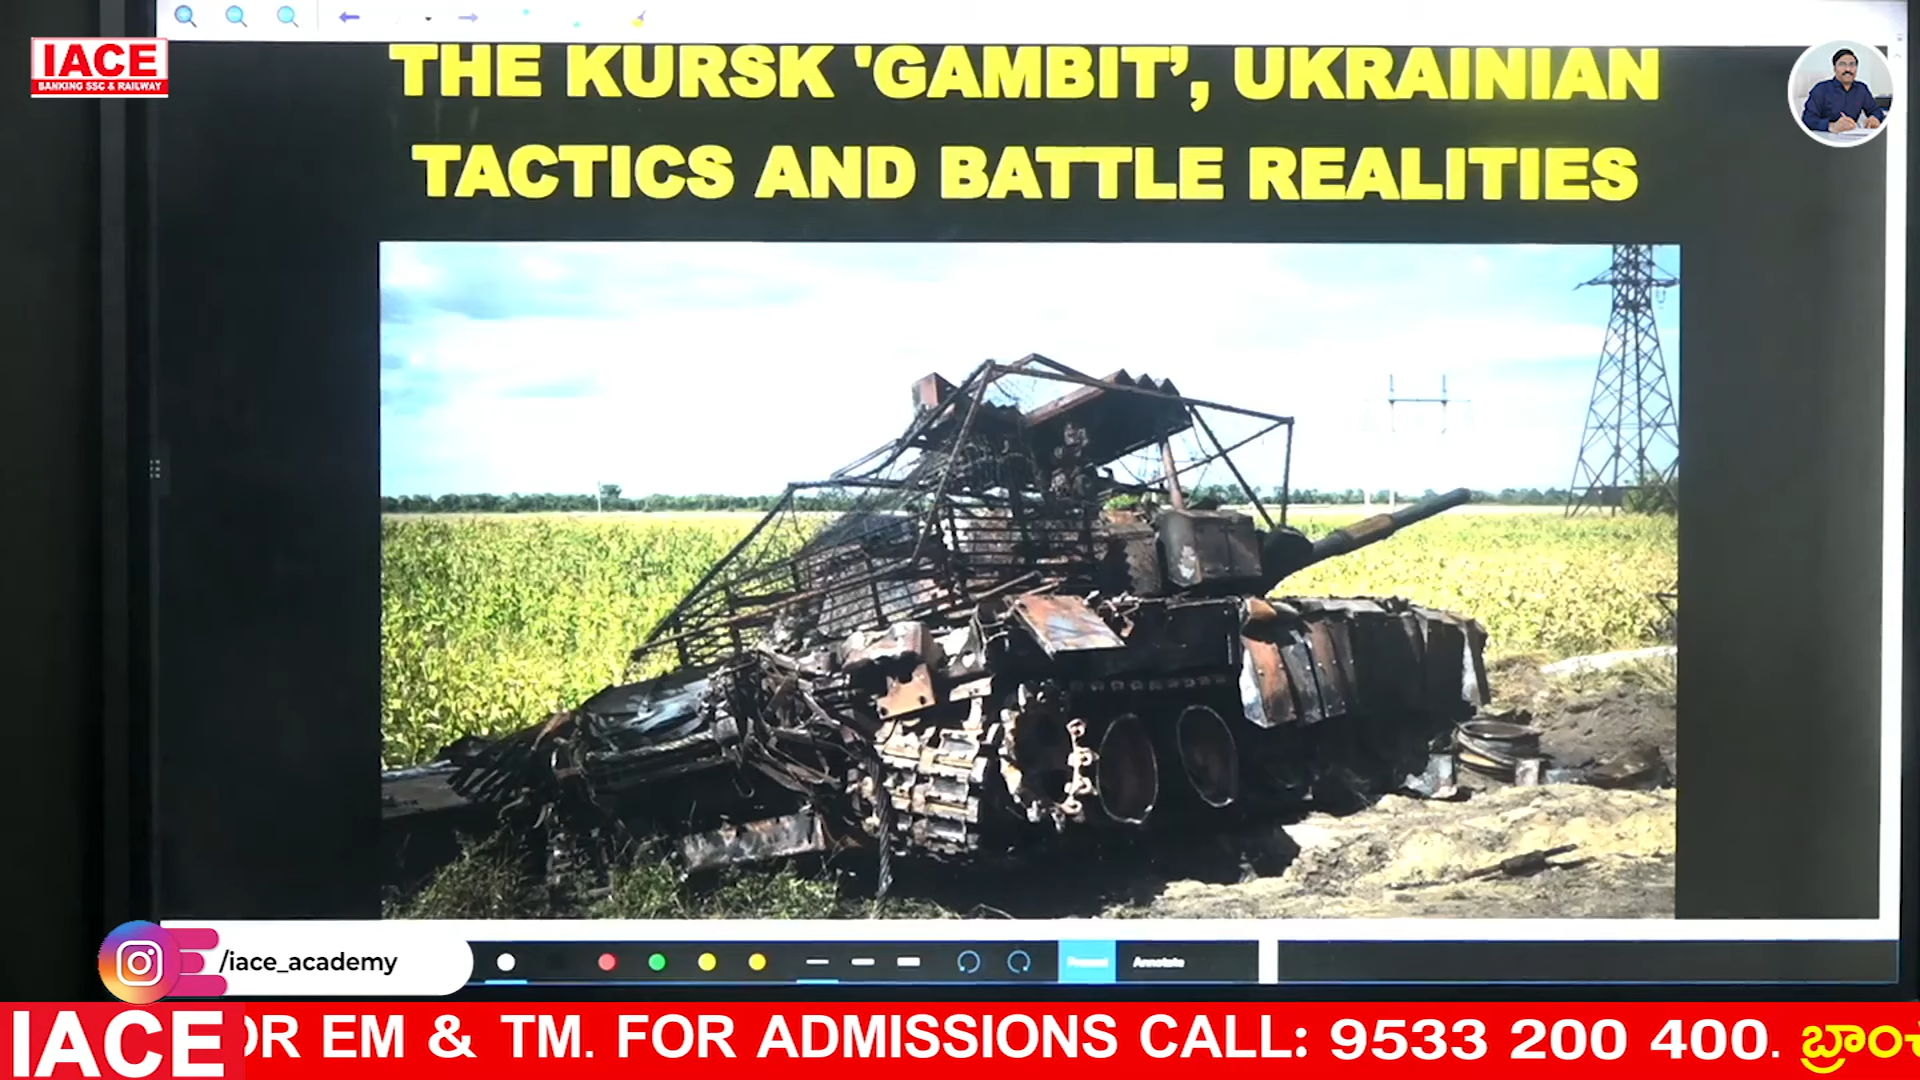 IACE
BANKING SSC & RAILWAY
THE KURSK 'GAMBIT’, UKRAINIAN
TACTICS AND BATTLE REALITIES
/iace_academy
Present
Annotate
IACE
OR EM & TM. FOR ADMISSIONS CALL: 9533 200 400. బ్రాంచ